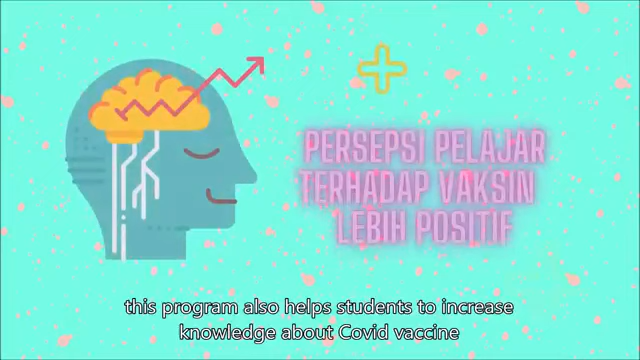 PERSEPSI PELAJAR
TERHADAP VAKSIN
LEBIH POSITIF
this program also helps students to increase
knowledge about Covid vaccine